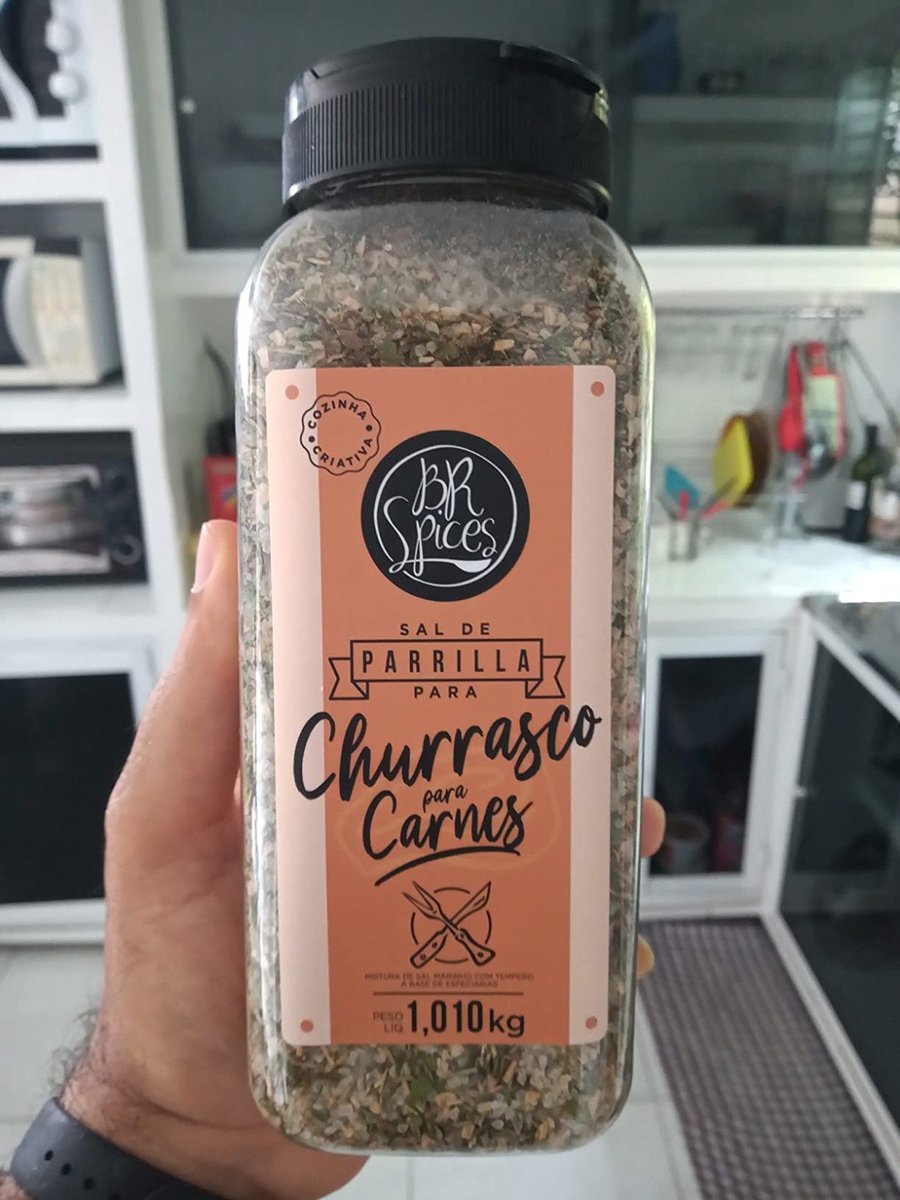 COZINHA
CRIATIVA
BR
Spices
SAL DE
PARRILLA
PARA
Churrasco
para
Carnes
MISTURA DE SAL MARINHO COM TEMPERO
À BASE DE ESPECIARIAS
PESO
LÍQ. 1,010kg